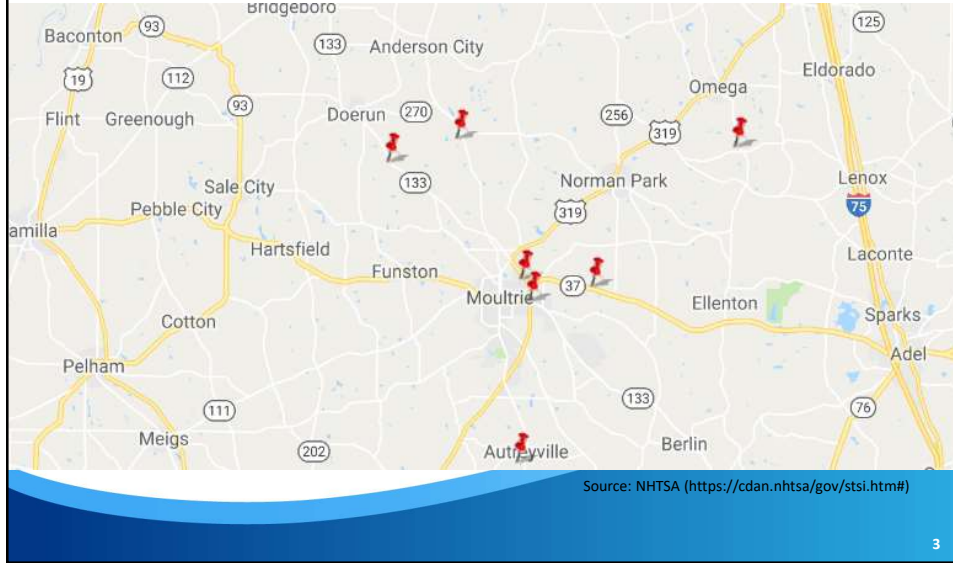 Bridgeboro
125
Baconton
93
133
Anderson City
Eldorado
19
112
Omega
93
Doerun
270
256
Flint
Greenough
319
133
Norman Park
Lenox
Sale City
75
Pebble City
319
amilla
Hartsfield
Laconte
Funston
37
Moultrie
Ellenton
Sparks
Cotton
Adel
Pelham
133
76
111
Meigs
202
Autreyville
Berlin
Source: NHTSA (https://cdan.nhtsa/gov/stsi.htm#)
3